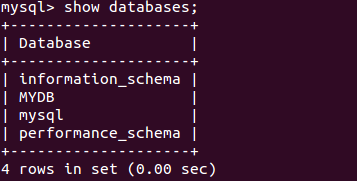 mysql> show databases;
+--------------------+
| Database           |
+--------------------+
| information_schema |
| MYDB               |
| mysql              |
| performance_schema |
+--------------------+
4 rows in set (0.00 sec)